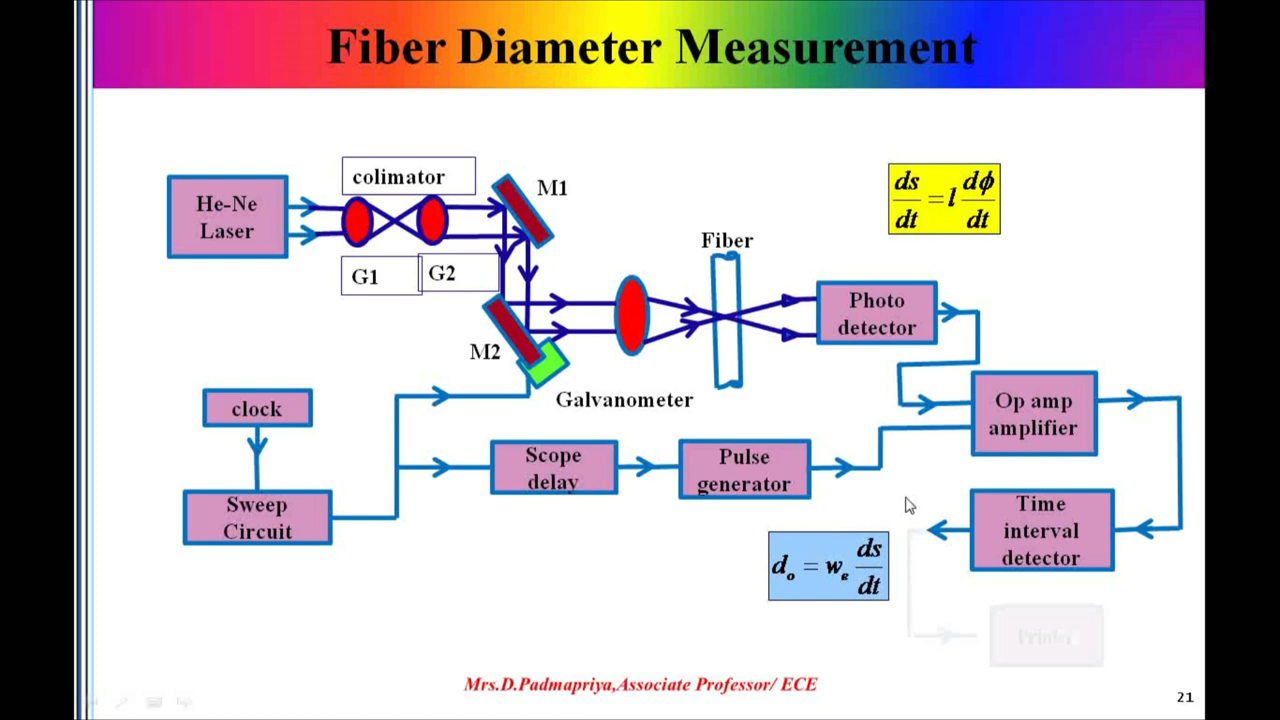 Fiber Diameter Measurement
colimator
M1
He-Ne
Laser
G1
G2
ds/dt = l dϕ/dt
Fiber
Photo
detector
M2
Galvanometer
clock
Op amp
amplifier
Scope
delay
Pulse
generator
Sweep
Circuit
Time
interval
detector
d_o = w_e ds/dt
Printer
Mrs.D.Padmapriya,Associate Professor/ ECE
21